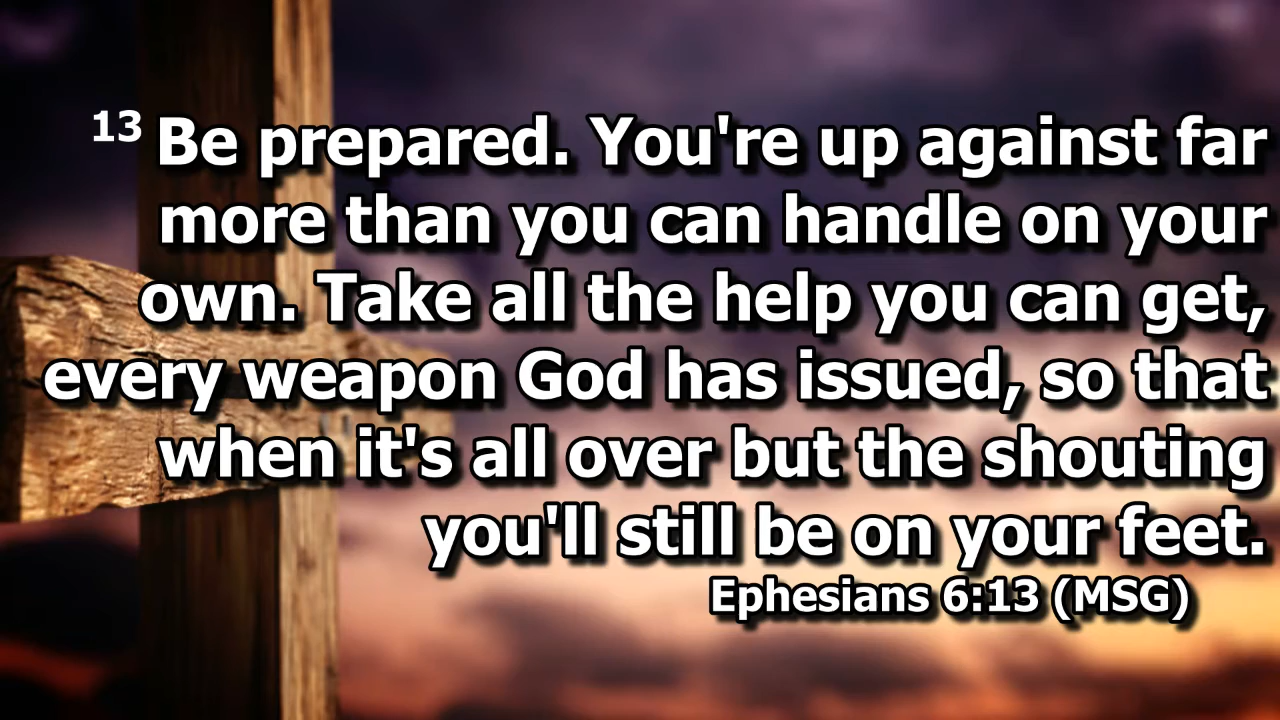 13 Be prepared. You're up against far
more than you can handle on your
own. Take all the help you can get,
every weapon God has issued, so that
when it's all over but the shouting
you'll still be on your feet.
Ephesians 6:13 (MSG)